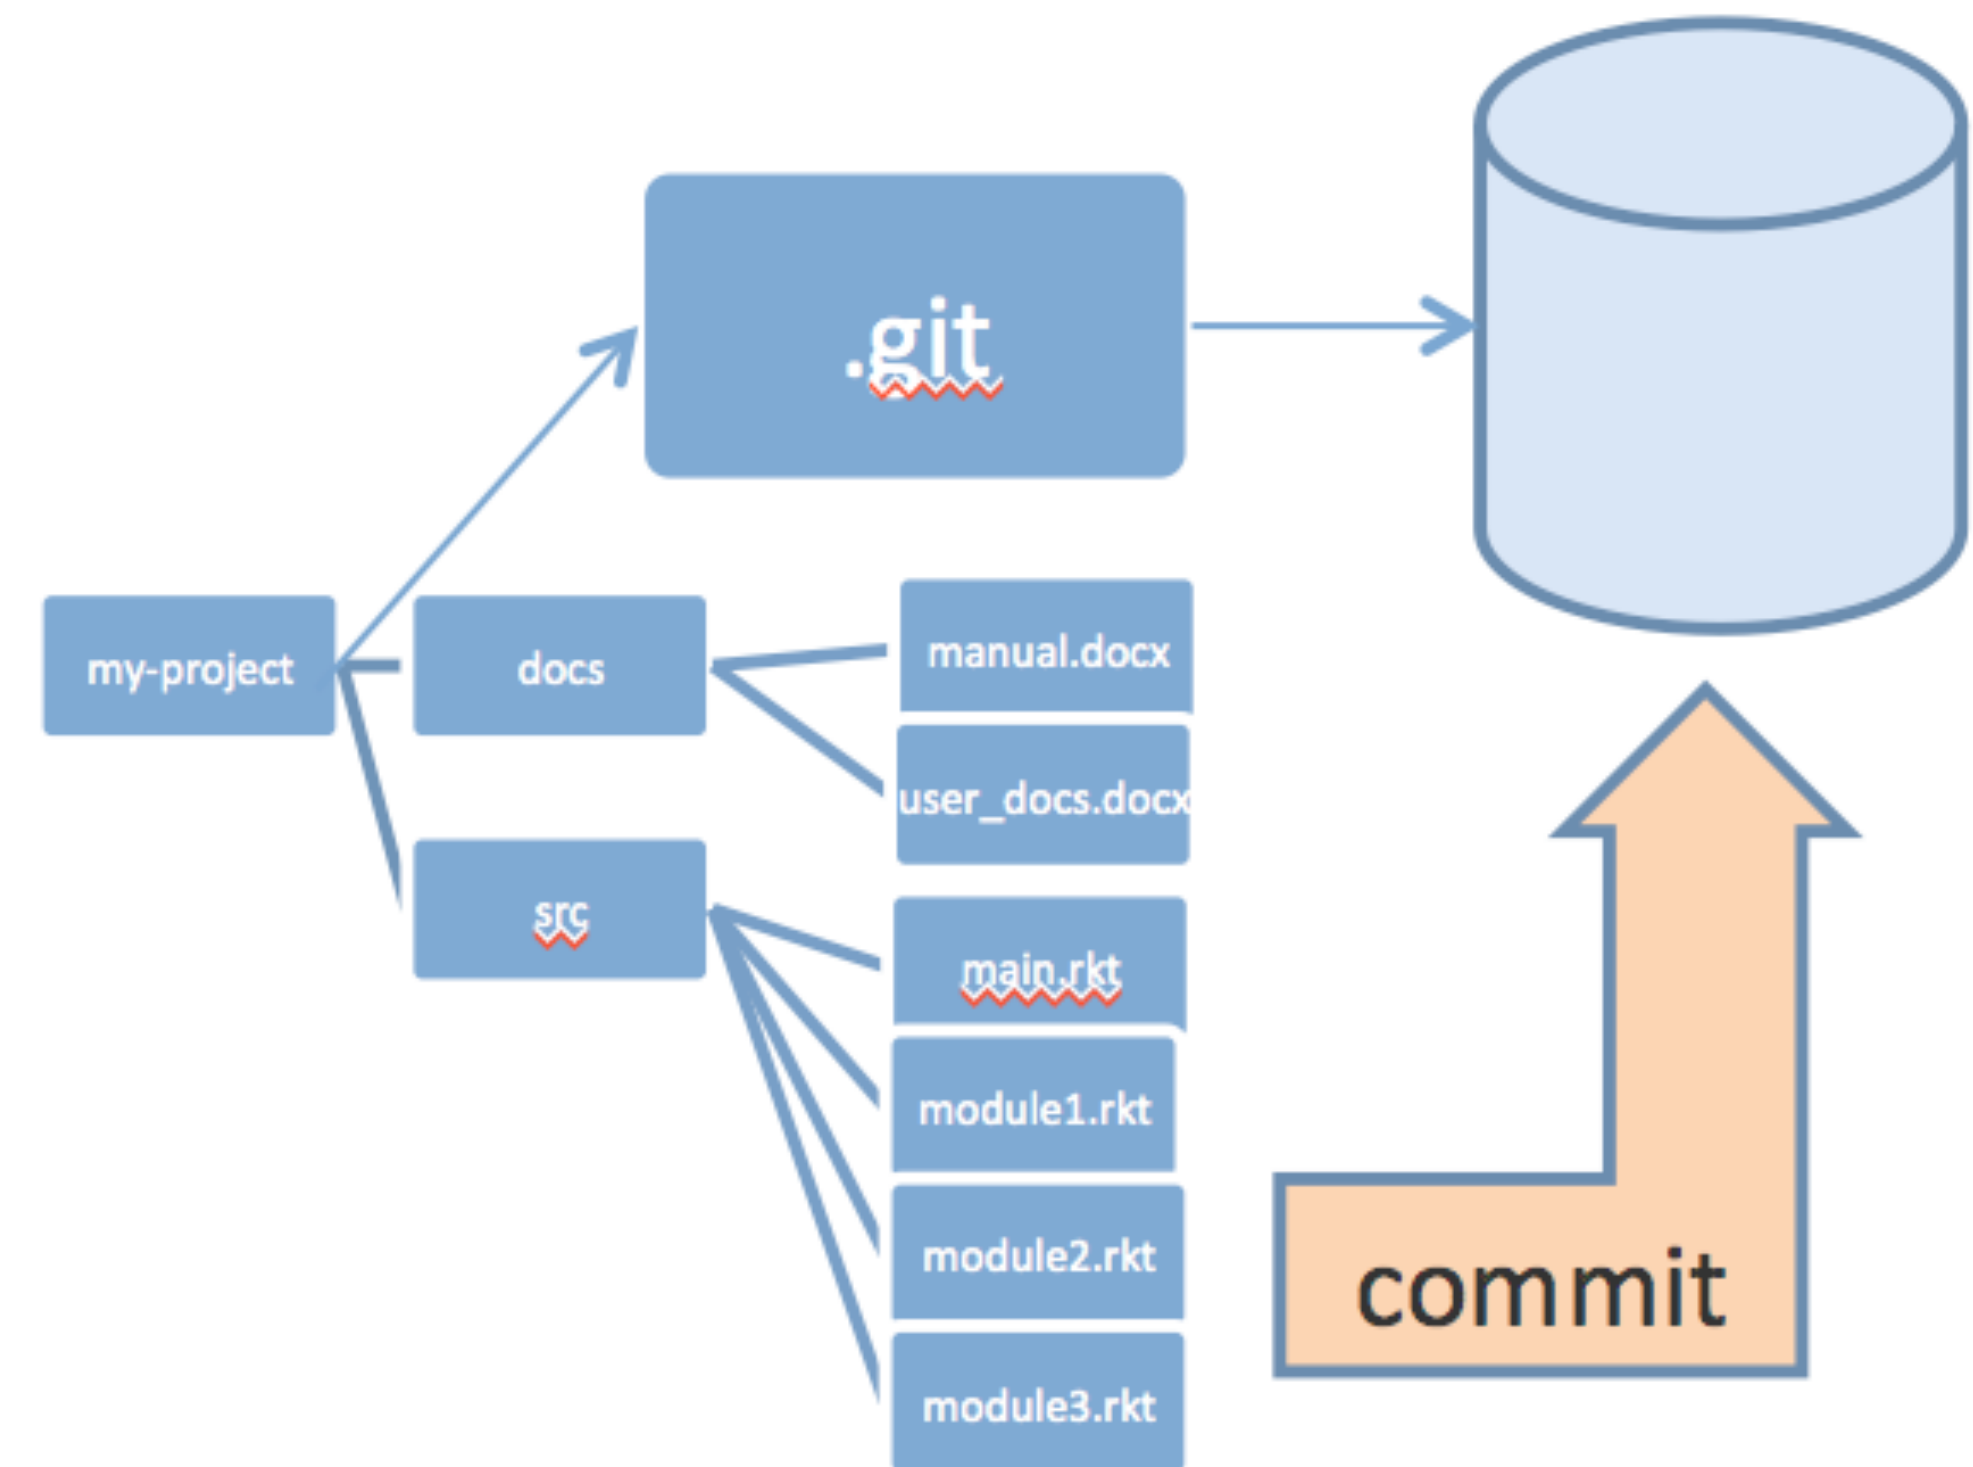 .git
my-project
docs
manual.docx
user_docs.docx
src
main.rkt
module1.rkt
module2.rkt
module3.rkt
commit